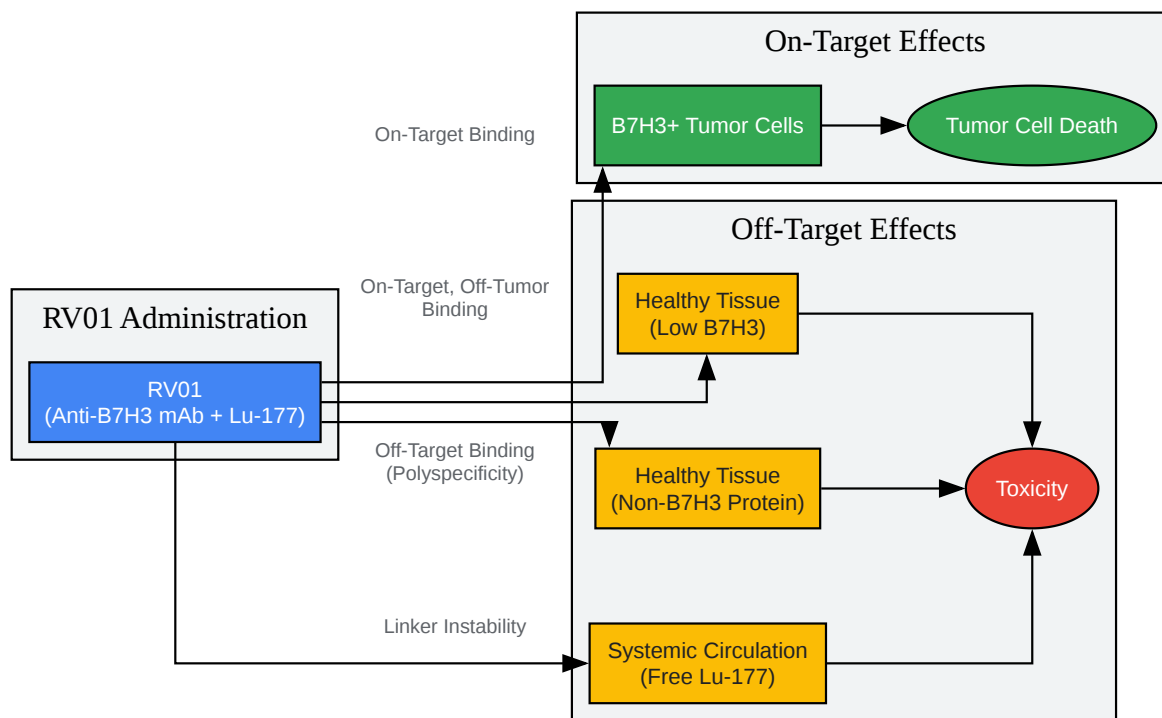 On-Target Effects
B7H3+ Tumor Cells
Tumor Cell Death
On-Target Binding
Off-Target Effects
On-Target, Off-Tumor
Binding
Healthy Tissue
(Low B7H3)
RV01 Administration
RV01
(Anti-B7H3 mAb + Lu-177)
Off-Target Binding
(Polyspecificity)
Healthy Tissue
(Non-B7H3 Protein)
Toxicity
Linker Instability
Systemic Circulation
(Free Lu-177)